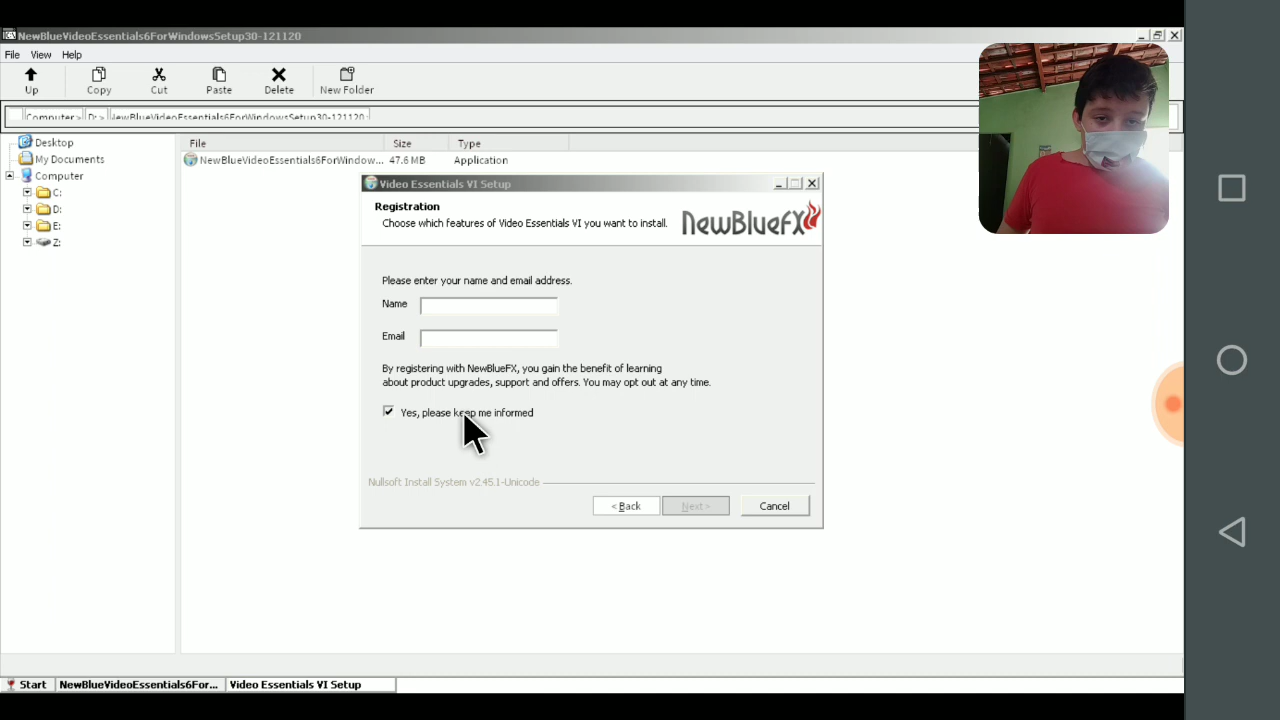 NewBlueVideoEssentials6ForWindowsSetup30-121120
File View Help
Up Copy Cut Paste Delete New Folder
Computer > D: > NewBlueVideoEssentials6ForWindowsSetup30-121120 >
Desktop
My Documents
Computer
C:
D:
E:
Z:
File Size Type
NewBlueVideoEssentials6ForWindow... 47.6 MB Application
Video Essentials VI Setup
Registration
Choose which features of Video Essentials VI you want to install.
NewBlueFX
Please enter your name and email address.
Name
Email
By registering with NewBlueFX, you gain the benefit of learning
about product upgrades, support and offers. You may opt out at any time.
Yes, please keep me informed
Nullsoft Install System v2.45.1-Unicode
< Back Next > Cancel
Start NewBlueVideoEssentials6For... Video Essentials VI Setup